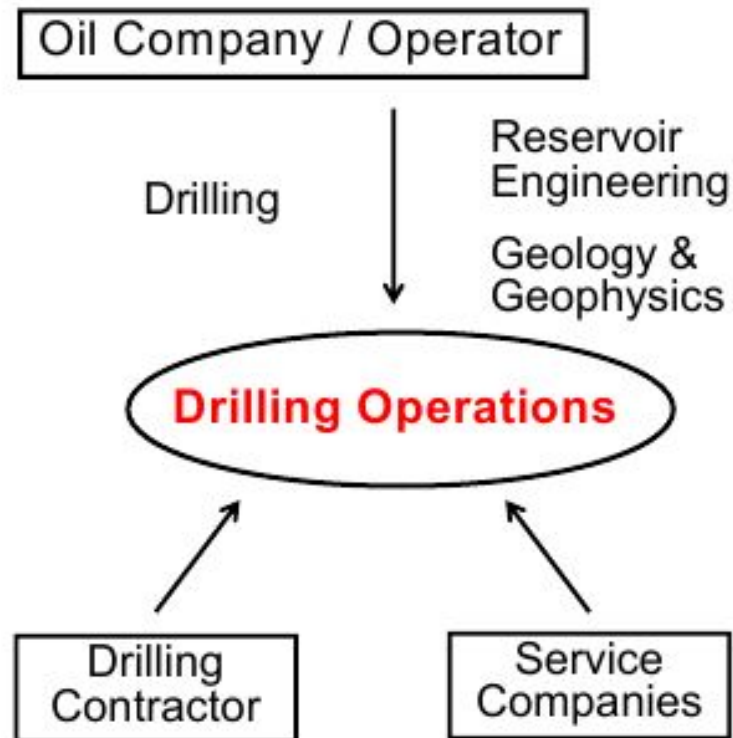 Oil Company / Operator
Drilling
Reservoir
Engineering
Geology &
Geophysics
Drilling Operations
Drilling
Contractor
Service
Companies